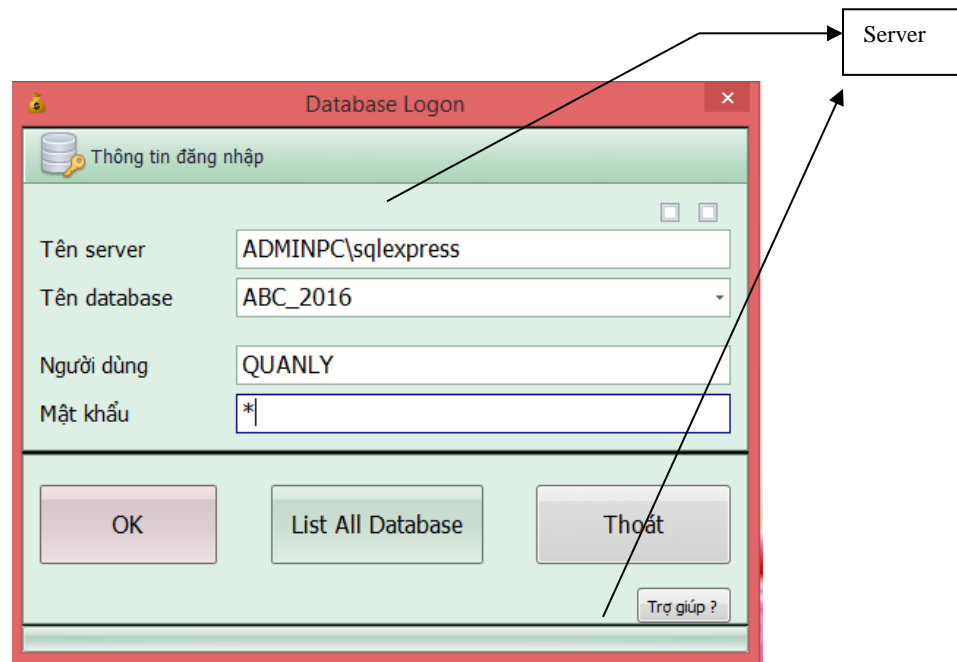 Server
Database Logon
Thông tin đăng nhập
Tên server
ADMINPC\sqlexpress
Tên database
ABC_2016
Người dùng
QUANLY
Mật khẩu
*
OK
List All Database
Thoát
Trợ giúp ?